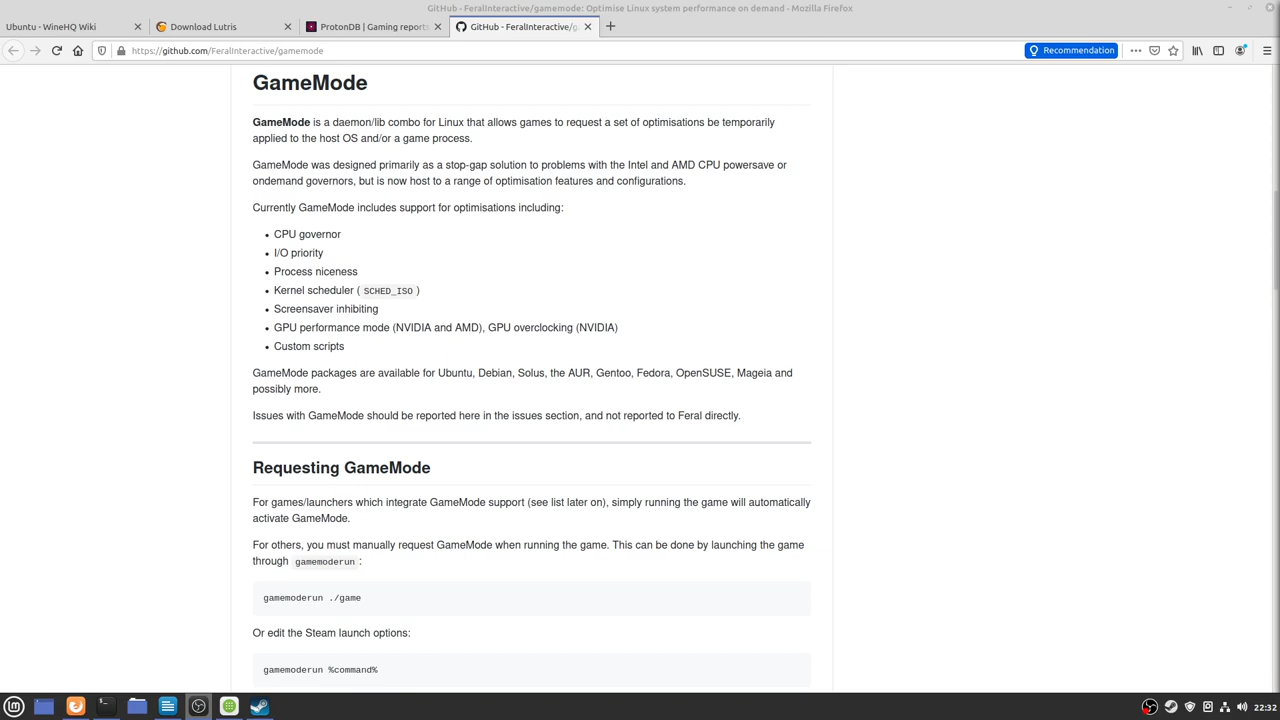 GitHub - FeralInteractive/gamemode: Optimise Linux system performance on demand - Mozilla Firefox
Ubuntu - WineHQ Wiki
Download Lutris
ProtonDB | Gaming reports
GitHub - FeralInteractive/g
https://github.com/FeralInteractive/gamemode
Recommendation
GameMode
GameMode is a daemon/lib combo for Linux that allows games to request a set of optimisations be temporarily
applied to the host OS and/or a game process.
GameMode was designed primarily as a stop-gap solution to problems with the Intel and AMD CPU powersave or
ondemand governors, but is now host to a range of optimisation features and configurations.
Currently GameMode includes support for optimisations including:
• CPU governor
• I/O priority
• Process niceness
• Kernel scheduler ( SCHED_ISO )
• Screensaver inhibiting
• GPU performance mode (NVIDIA and AMD), GPU overclocking (NVIDIA)
• Custom scripts
GameMode packages are available for Ubuntu, Debian, Solus, the AUR, Gentoo, Fedora, OpenSUSE, Mageia and
possibly more.
Issues with GameMode should be reported here in the issues section, and not reported to Feral directly.
Requesting GameMode
For games/launchers which integrate GameMode support (see list later on), simply running the game will automatically
activate GameMode.
For others, you must manually request GameMode when running the game. This can be done by launching the game
through gamemoderun :
gamemoderun ./game
Or edit the Steam launch options:
gamemoderun %command%
22:32